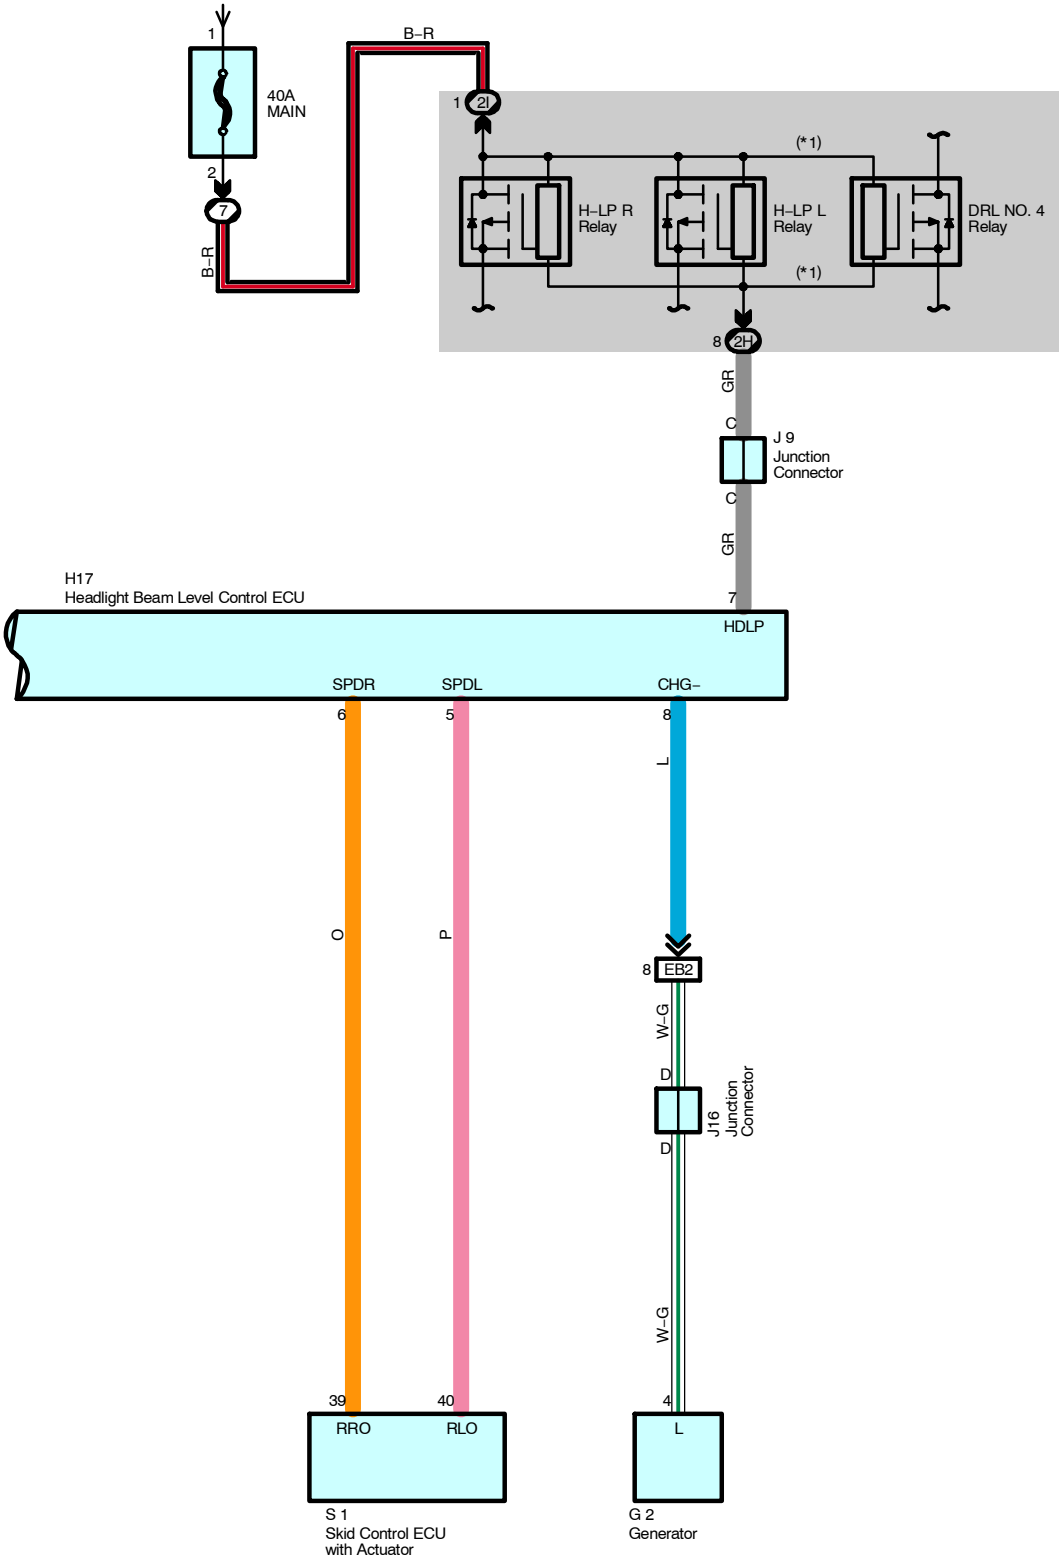 1
B–R
40A
MAIN
1
2I
(*1)
2
7
H–LP R
Relay
H–LP L
Relay
DRL NO. 4
Relay
B–R
(*1)
8
2H
GR
C
J 9
Junction
Connector
C
GR
H17
Headlight Beam Level Control ECU
7
HDLP
SPDR
SPDL
CHG–
6
5
8
L
O
P
8
EB2
W–G
D
J16
Junction
Connector
D
W–G
39
40
4
RRO
RLO
L
S 1
Skid Control ECU
with Actuator
G 2
Generator